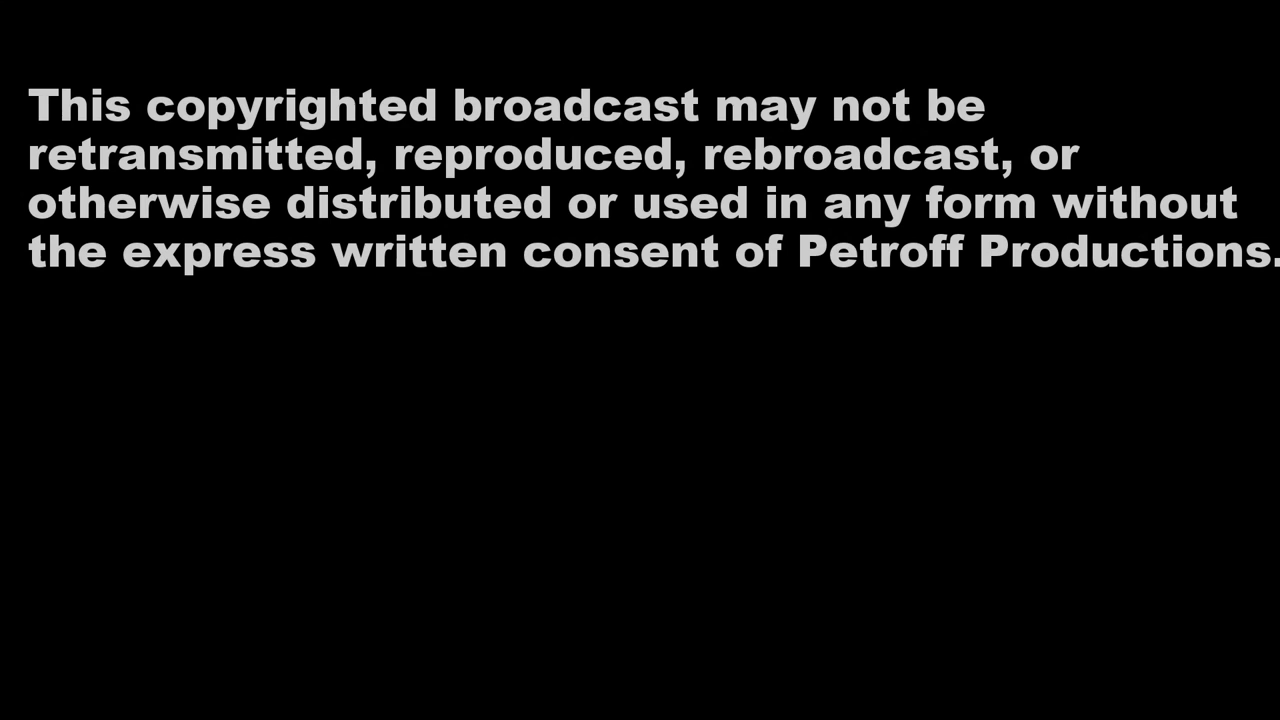 This copyrighted broadcast may not be
retransmitted, reproduced, rebroadcast, or
otherwise distributed or used in any form without
the express written consent of Petroff Productions.